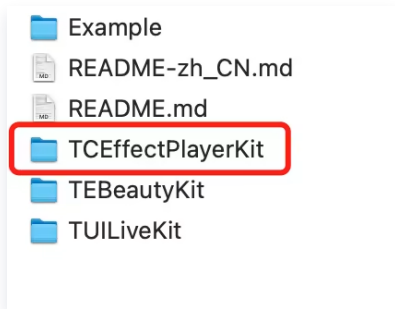 Example
README-zh_CN.md
README.md
TCEffectPlayerKit
TEBeautyKit
TUILiveKit